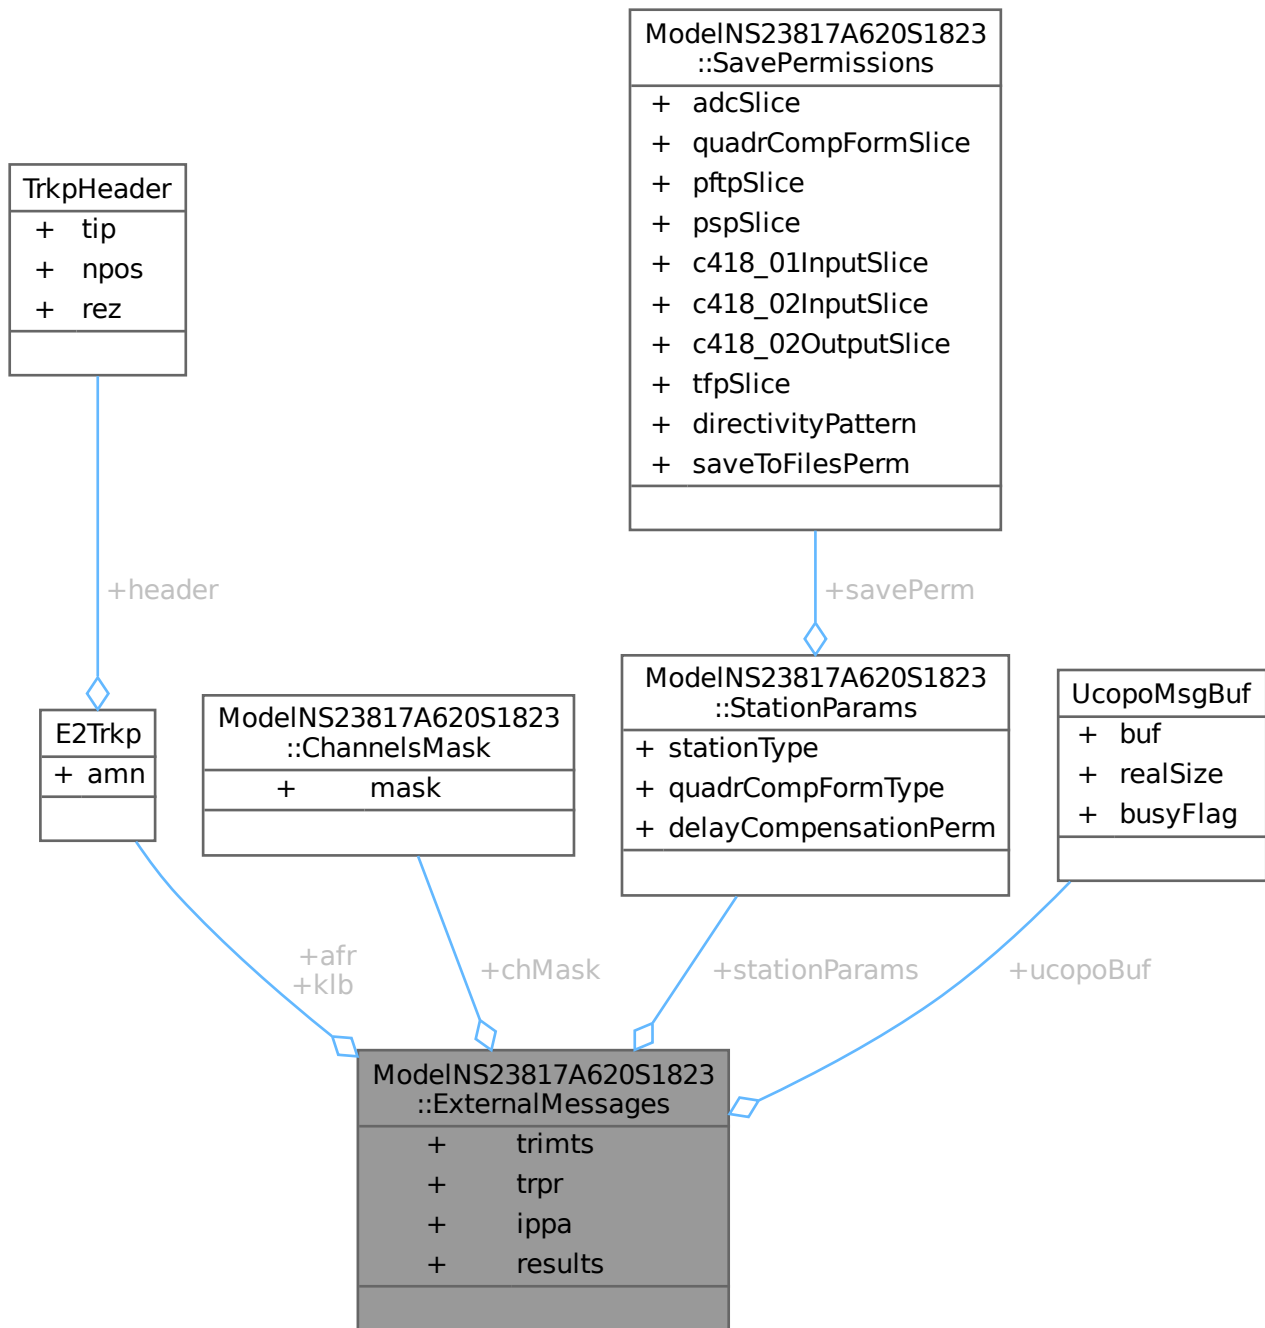 ModelNS23817A620S1823
::SavePermissions
+ adcSlice
+ quadrCompFormSlice
+ pftpSlice
+ pspSlice
+ c418_01InputSlice
+ c418_02InputSlice
+ c418_02OutputSlice
+ tfpSlice
+ directivityPattern
+ saveToFilesPerm
TrkpHeader
+ tip
+ npos
+ rez
+header
+savePerm
E2Trkp
+ amn
ModelNS23817A620S1823
::ChannelsMask
+ mask
ModelNS23817A620S1823
::StationParams
+ stationType
+ quadrCompFormType
+ delayCompensationPerm
UcopoMsgBuf
+ buf
+ realSize
+ busyFlag
+afr
+klb
+chMask
+stationParams
+ucopoBuf
ModelNS23817A620S1823
::ExternalMessages
+ trimts
+ trpr
+ ippa
+ results